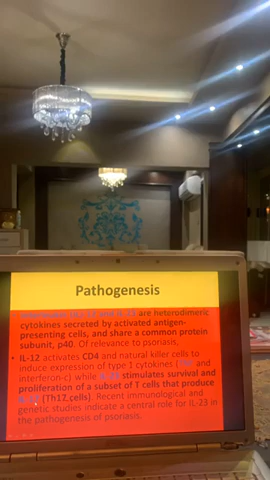 Pathogenesis
are heterodimeric
cytokines secreted by activated antigen-
presenting cells, and share a common protein
subunit, p40. Of relevance to psoriasis,
• IL-12 activates CD4 and natural killer cells to
induce expression of type 1 cytokines ( and
interferon-c) while stimulates survival and
proliferation of a subset of T cells that produce
(Th17,cells). Recent immunological and
genetic studies indicate a central role for IL-23 in
the pathogenesis of psoriasis.